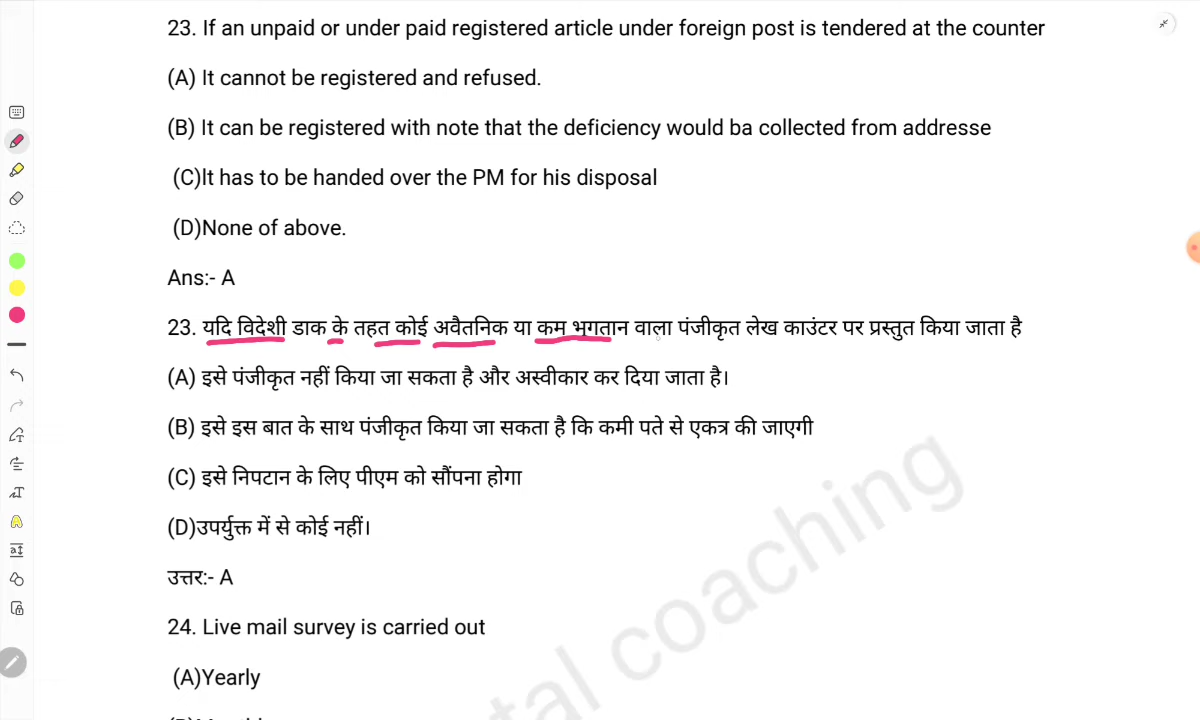 23. If an unpaid or under paid registered article under foreign post is tendered at the counter
(A) It cannot be registered and refused.
(B) It can be registered with note that the deficiency would ba collected from addresse
(C)It has to be handed over the PM for his disposal
(D)None of above.
Ans:- A
23. यदि विदेशी डाक के तहत कोई अवैतनिक या कम भुगतान वाला पंजीकृत लेख काउंटर पर प्रस्तुत किया जाता है
(A) इसे पंजीकृत नहीं किया जा सकता है और अस्वीकार कर दिया जाता है।
(B) इसे इस बात के साथ पंजीकृत किया जा सकता है कि कमी पते से एकत्र की जाएगी
(C) इसे निपटान के लिए पीएम को सौंपना होगा
(D)उपर्युक्त में से कोई नहीं।
उत्तर:- A
24. Live mail survey is carried out
(A)Yearly
coaching